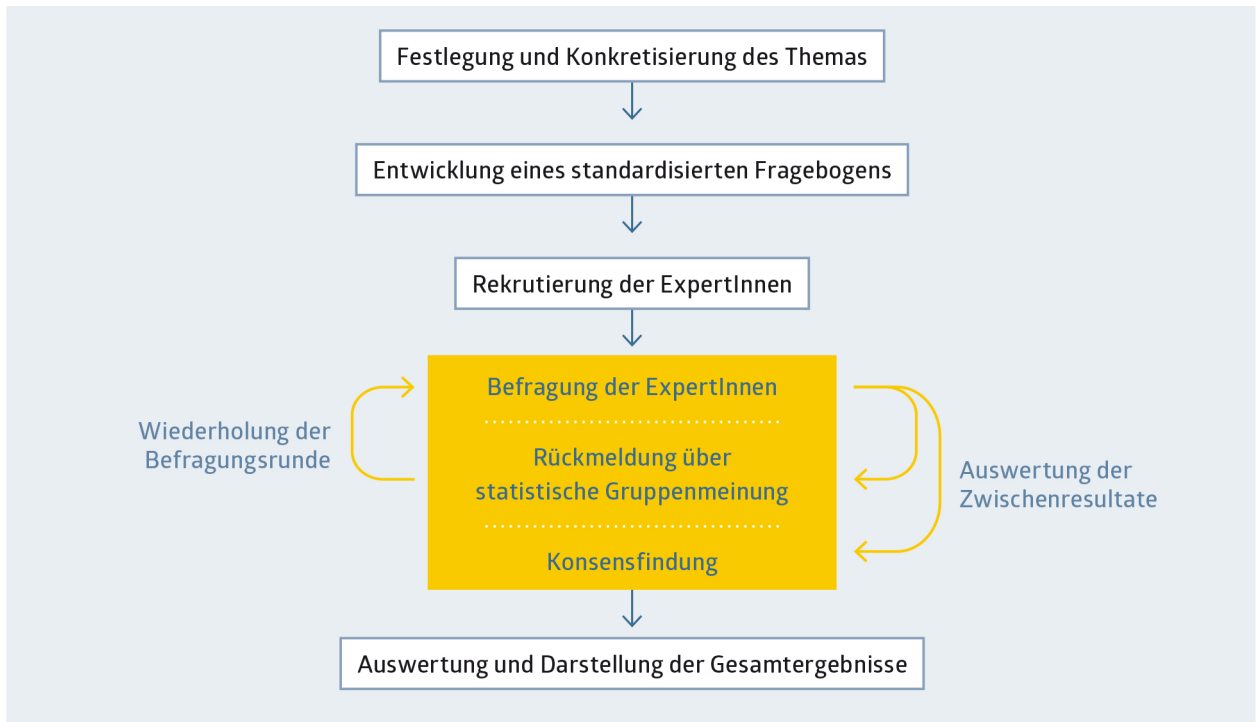 Festlegung und Konkretisierung des Themas
Entwicklung eines standardisierten Fragebogens
Rekrutierung der ExpertInnen
Befragung der ExpertInnen
Wiederholung der
Befragungsrunde
Rückmeldung über
statistische Gruppenmeinung
Auswertung der
Zwischenresultate
Konsensfindung
Auswertung und Darstellung der Gesamtergebnisse